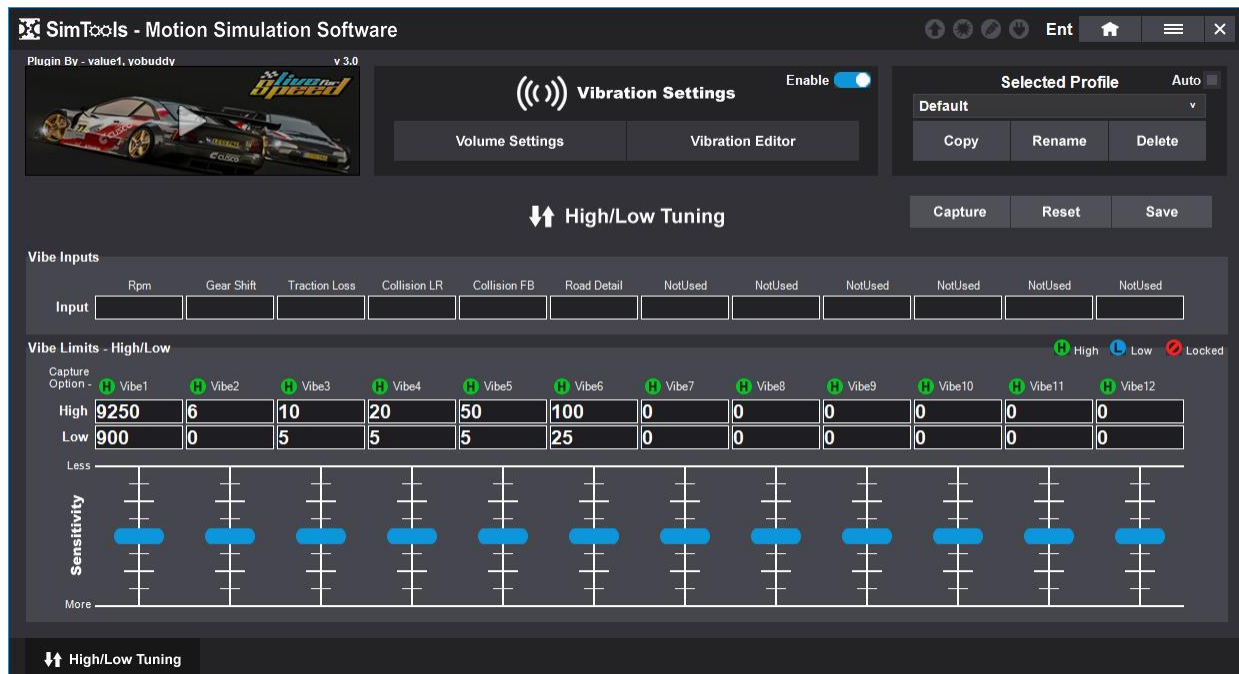 SimTools - Motion Simulation Software
Ent
Plugin By - value1, yobuddy
v 3.0
live for Speed
CUSCO
Vibration Settings
Enable
Volume Settings
Vibration Editor
Selected Profile
Auto
Default
v
Copy
Rename
Delete
High/Low Tuning
Capture
Reset
Save
Vibe Inputs
Rpm Gear Shift Traction Loss Collision LR Collision FB Road Detail NotUsed NotUsed NotUsed NotUsed NotUsed NotUsed
Input
Vibe Limits - High/Low
H High L Low Locked
Capture
Option - H Vibe1 H Vibe2 H Vibe3 H Vibe4 H Vibe5 H Vibe6 H Vibe7 H Vibe8 H Vibe9 H Vibe10 H Vibe11 H Vibe12
High 9250 6 10 20 50 100 0 0 0 0 0 0
Low 900 0 5 5 5 25 0 0 0 0 0 0
Less
Sensitivity
More
High/Low Tuning